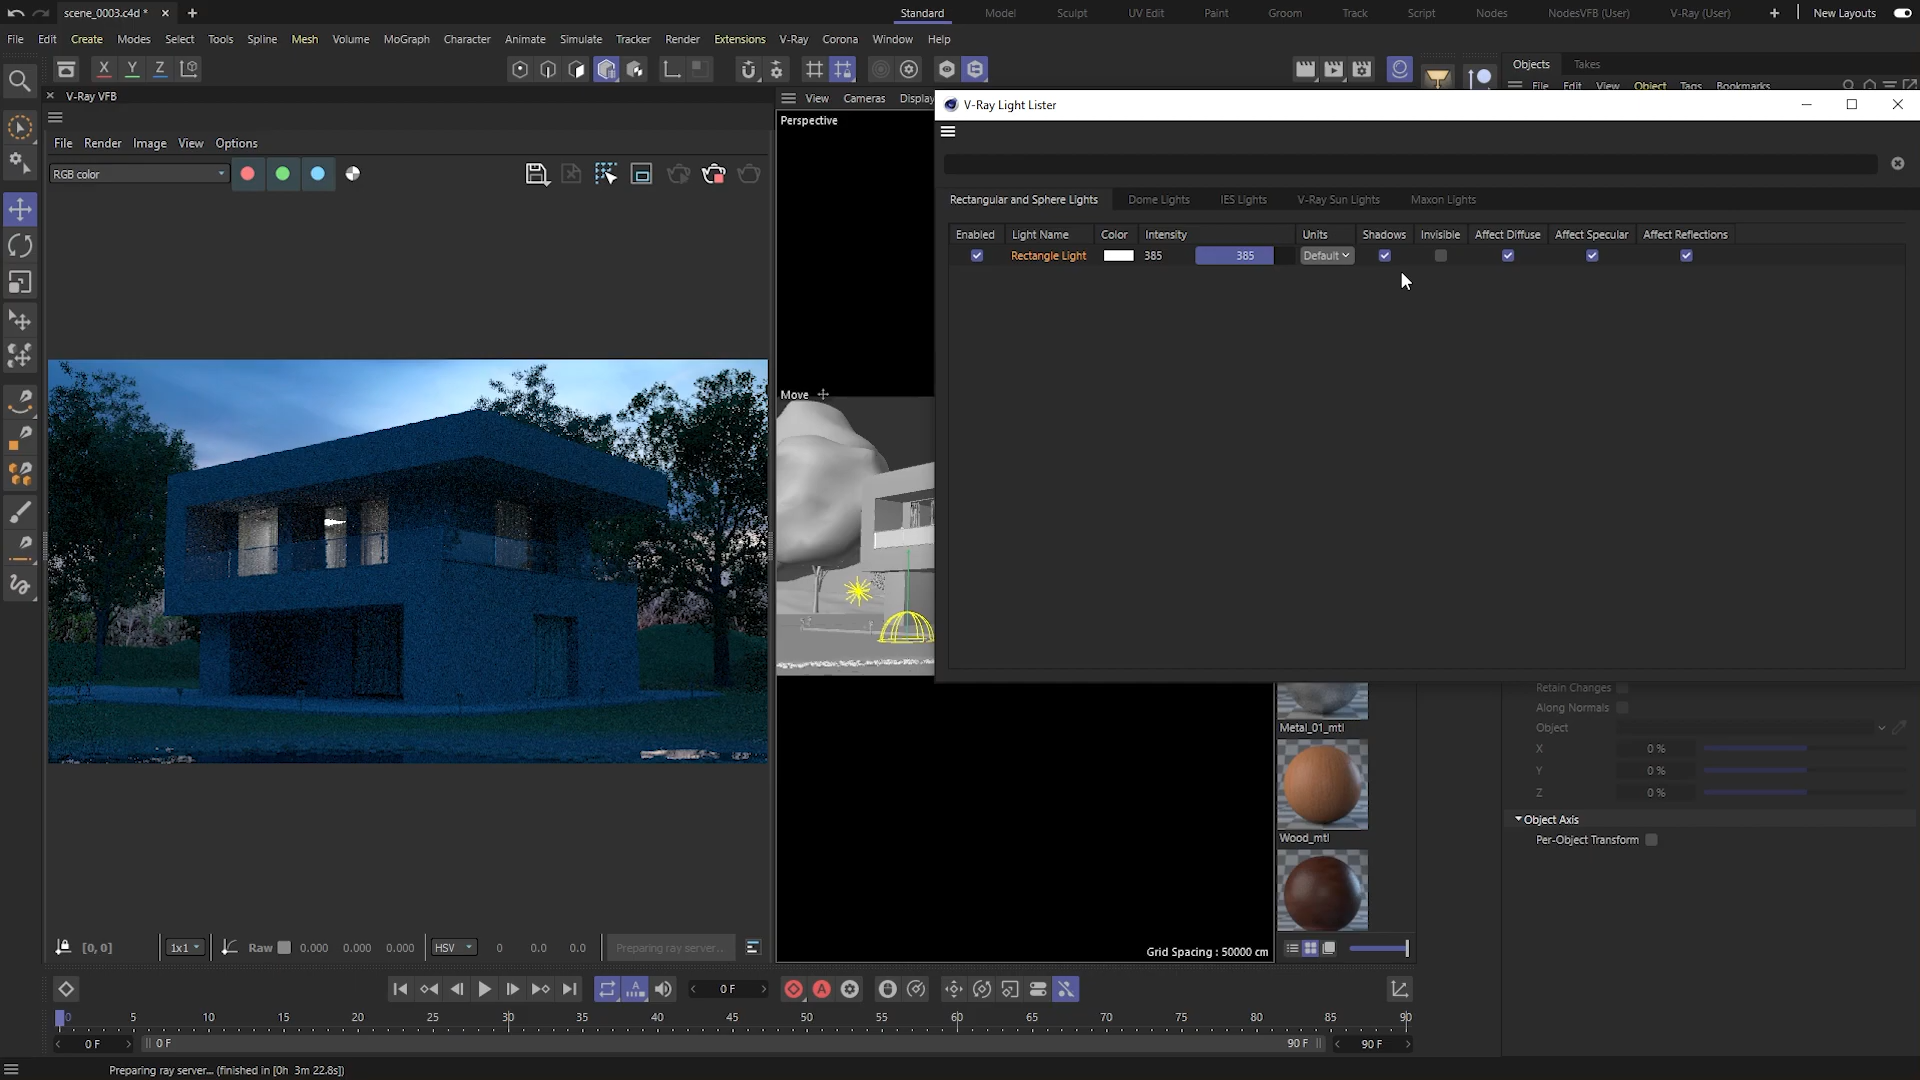 scene_0003.c4d *
Standard
Model
Sculpt
UV Edit
Paint
Groom
Track
Script
Nodes
NodesVFB (User)
V-Ray (User)
New Layouts
File
Edit
Create
Modes
Select
Tools
Spline
Mesh
Volume
MoGraph
Character
Animate
Simulate
Tracker
Render
Extensions
V-Ray
Corona
Window
Help
X
Y
Z
Objects
Takes
V-Ray VFB
View
Cameras
Display
File
Edit
View
Object
Tags
Bookmarks
Perspective
V-Ray Light Lister
File
Render
Image
View
Options
RGB color
Rectangular and Sphere Lights
Dome Lights
IES Lights
V-Ray Sun Lights
Maxon Lights
Enabled
Light Name
Color
Intensity
Units
Shadows
Invisible
Affect Diffuse
Affect Specular
Affect Reflections
Rectangle Light
385
385
Default
Move
Retain Changes
Along Normals
Object
X
0 %
Y
0 %
Z
0 %
Object Axis
Per-Object Transform
Metal_01_mtl
Wood_mtl
Grid Spacing : 50000 cm
[0, 0]
1x1
Raw
0.000
0.000
0.000
HSV
0
0.0
0.0
Preparing ray server...
0 F
0
5
10
15
20
25
30
35
40
45
50
55
60
65
70
75
80
85
90
0 F
0 F
90 F
90 F
Preparing ray server... (finished in [0h 3m 22.8s])